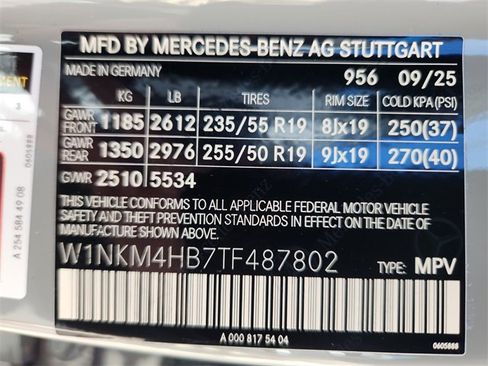 MFD BY MERCEDES-BENZ AG STUTTGART
MADE IN GERMANY 956 09/25
KG LB TIRES RIM SIZE COLD KPA(PSI)
GAWR FRONT 1185 2612 235/55 R19 8Jx19 250(37)
GAWR REAR 1350 2976 255/50 R19 9Jx19 270(40)
GVWR 2510 5534
THIS VEHICLE CONFORMS TO ALL APPLICABLE FEDERAL MOTOR VEHICLE
SAFETY AND THEFT PREVENTION STANDARDS IN EFFECT ON THE DATE OF
MANUFACTURE SHOWN ABOVE.
W1NKM4HB7TF487802 TYPE: MPV
A 000 817 54 04
0605888
A 254 584 49 08
0605888